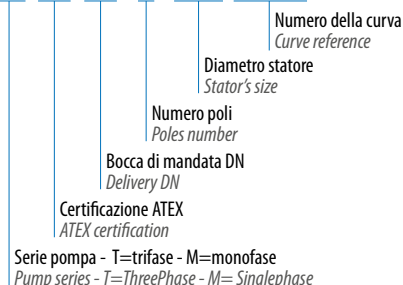 Numero della curva
Curve reference
Diametro statore
Stator's size
Numero poli
Poles number
Bocca di mandata DN
Delivery DN
Certificazione ATEX
ATEX certification
Serie pompa - T=trifase - M=monofase
Pump series - T=ThreePhase - M= Singlephase